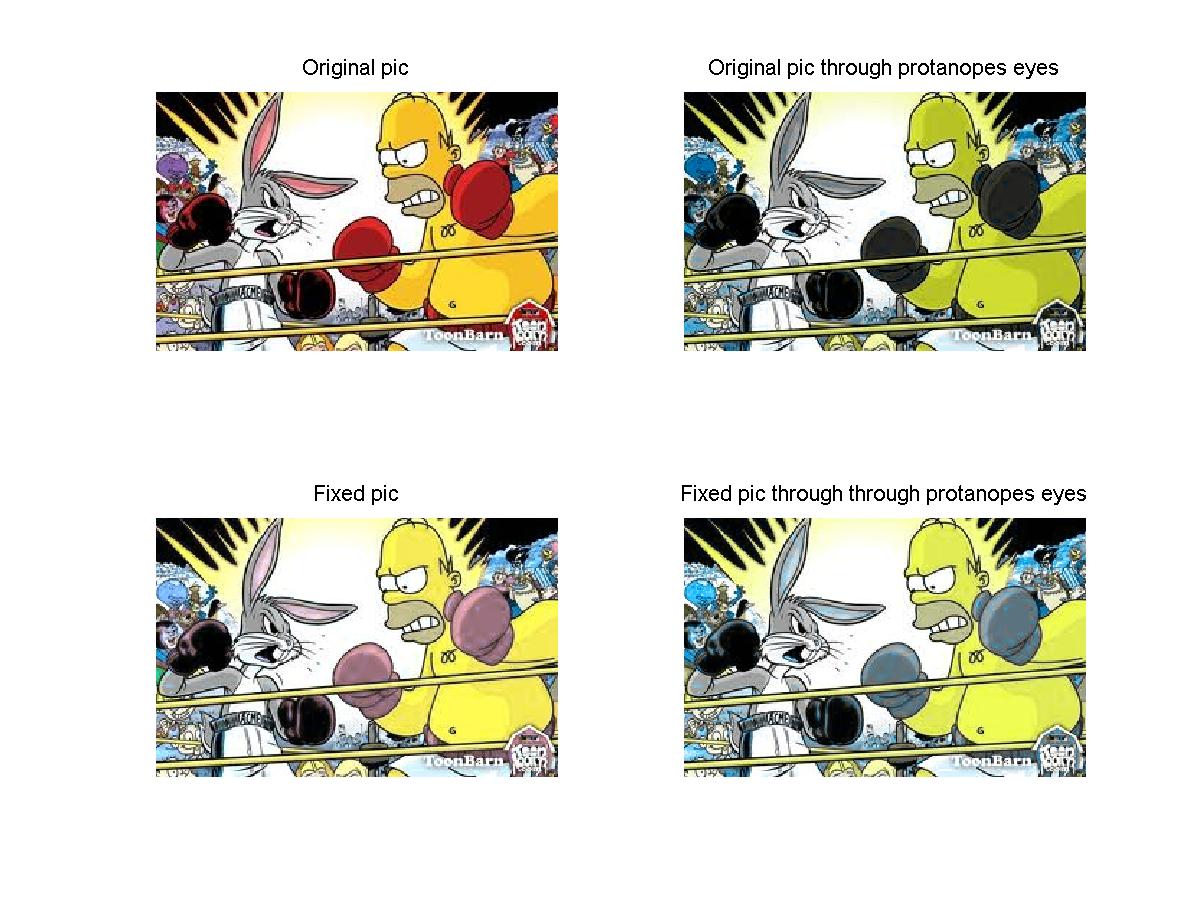 Original pic
Original pic through protanopes eyes
ToonBarn
ToonBarn
Fixed pic
Fixed pic through through protanopes eyes
ToonBarn
ToonBarn